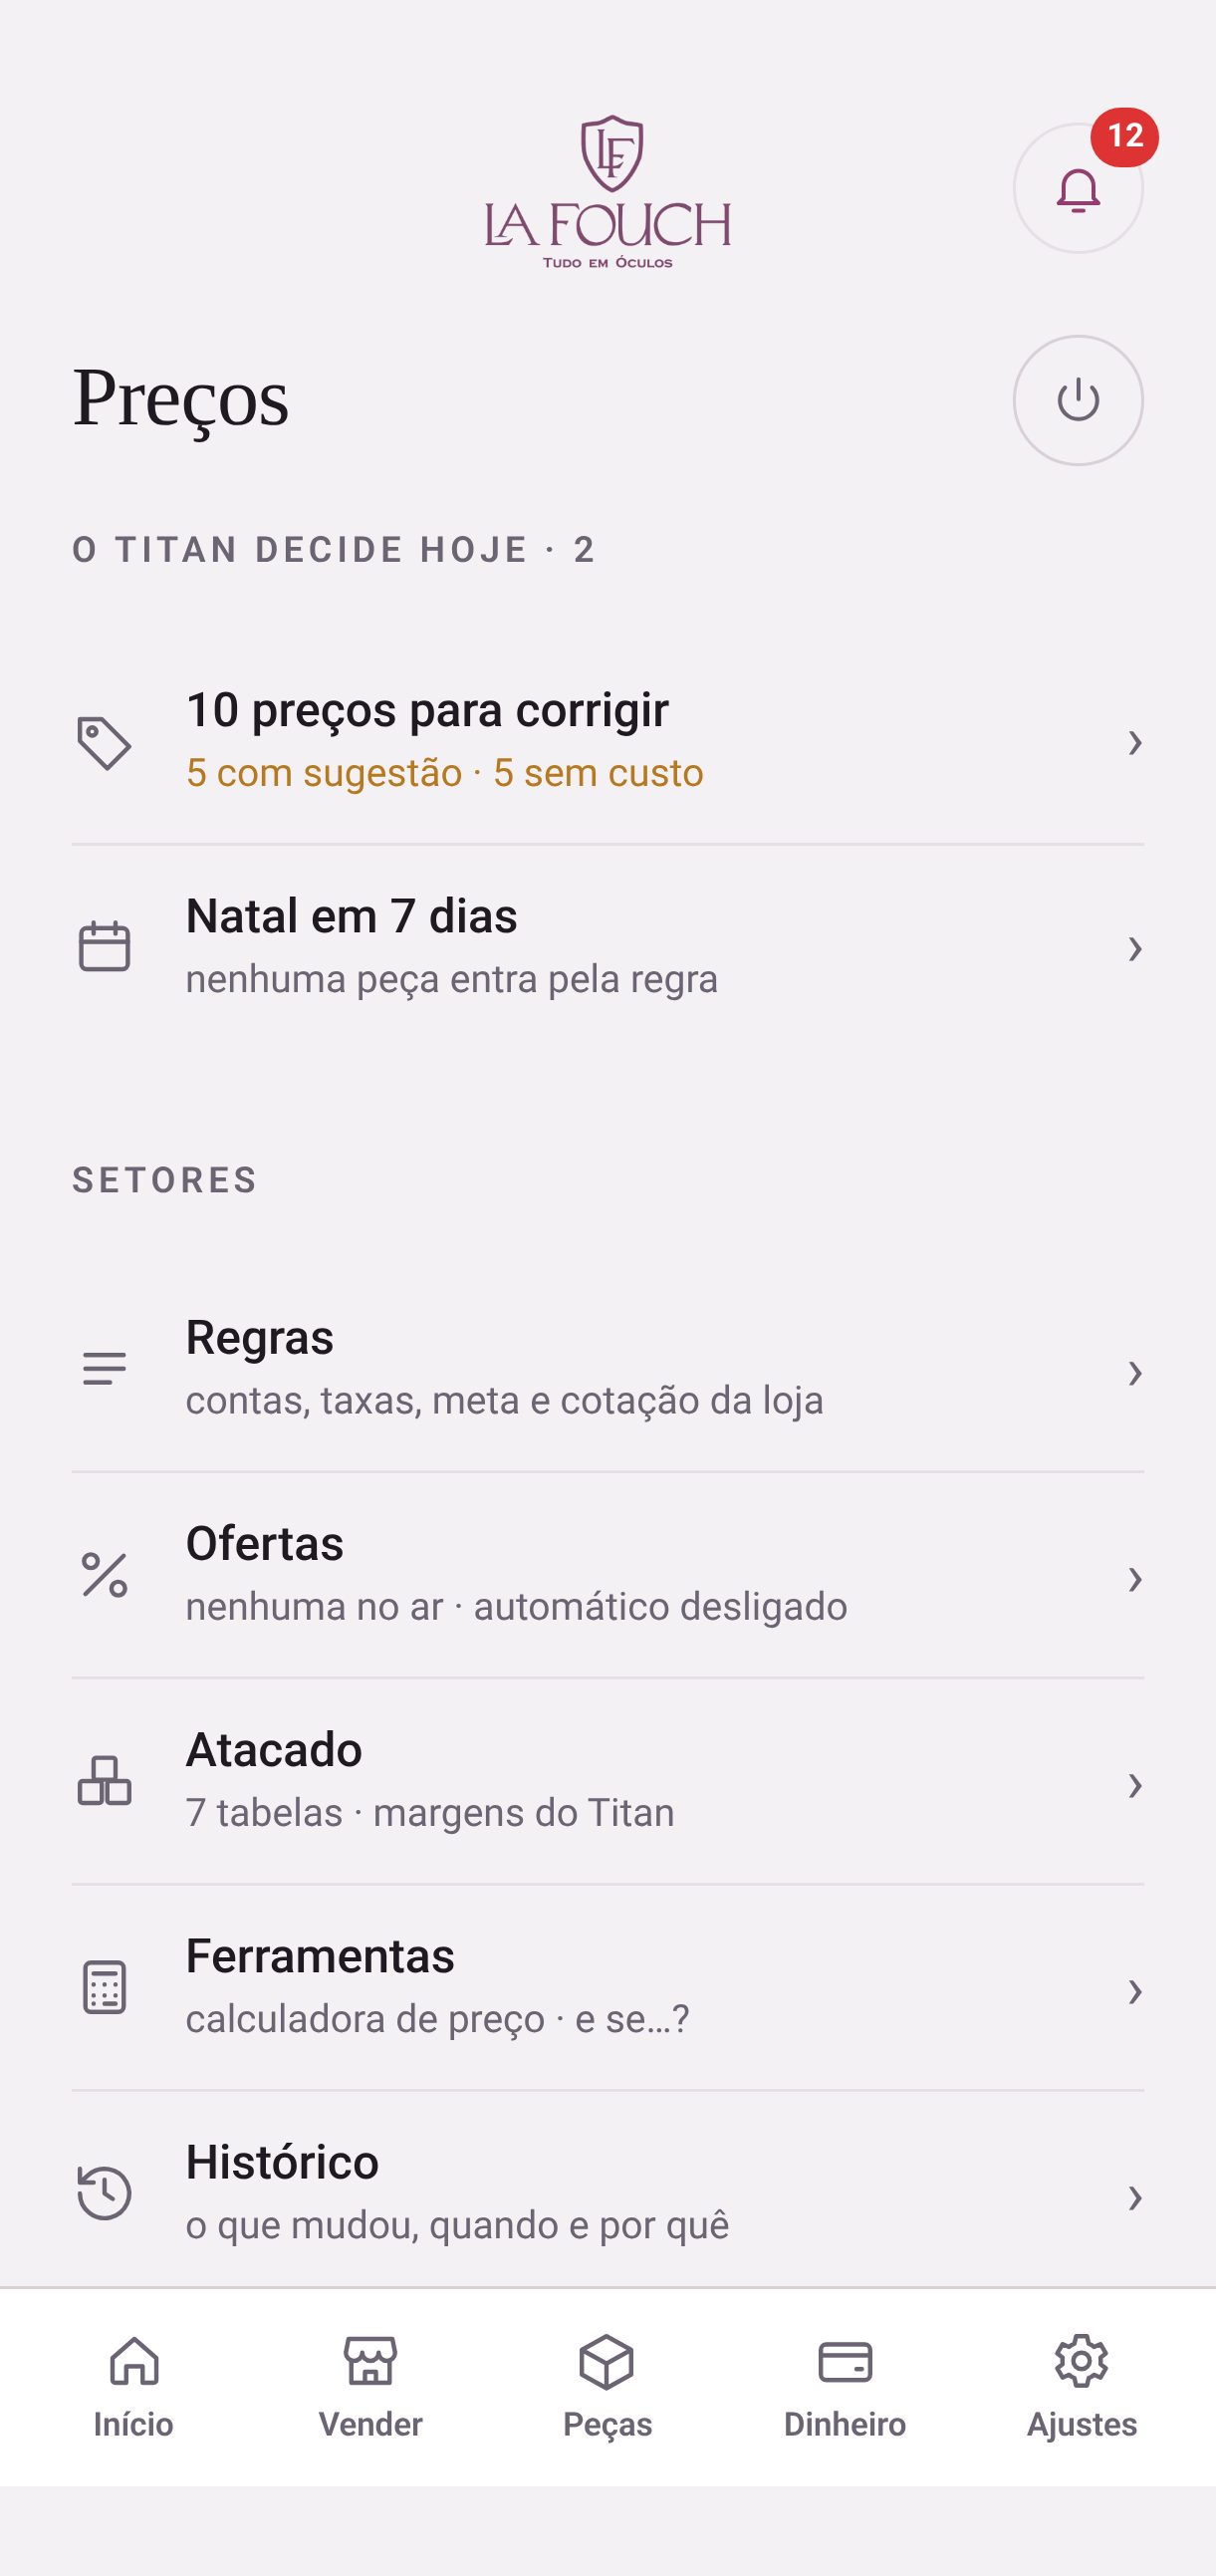 LF
LA FOUCH
TUDO EM ÓCULOS
12
Preços
O TITAN DECIDE HOJE · 2
10 preços para corrigir
5 com sugestão · 5 sem custo
Natal em 7 dias
nenhuma peça entra pela regra
SETORES
Regras
contas, taxas, meta e cotação da loja
Ofertas
nenhuma no ar · automático desligado
Atacado
7 tabelas · margens do Titan
Ferramentas
calculadora de preço · e se...?
Histórico
o que mudou, quando e por quê
Início Vender Peças Dinheiro Ajustes